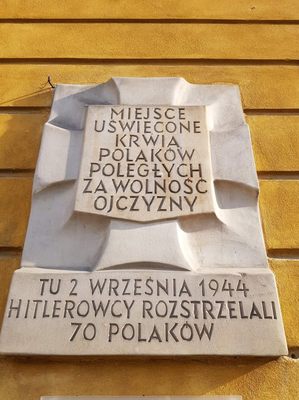 MIEJSCE
UŚWIĘCONE
KRWIĄ
POLAKÓW
POLEGŁYCH
ZA WOLNOŚĆ
OJCZYZNY
TU 2 WRZEŚNIA 1944
HITLEROWCY ROZSTRZELALI
70 POLAKÓW